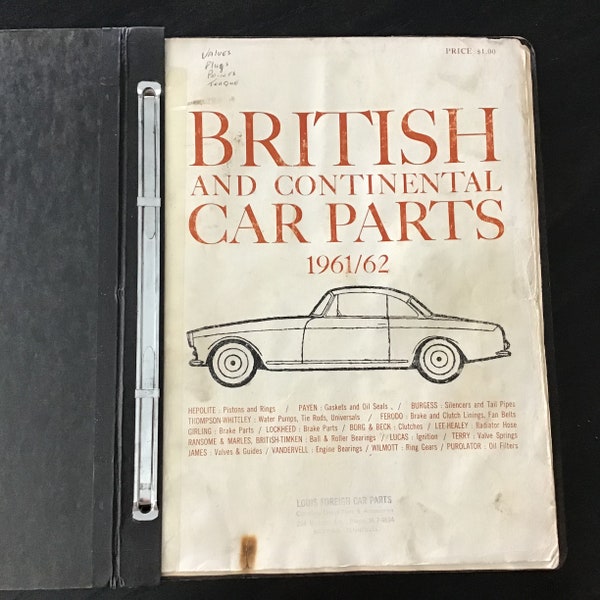 VALVES
Plugs
Points
TORQUE
PRICE $1.00
BRITISH
AND CONTINENTAL
CAR PARTS
1961/62
HEPOLITE : Pistons and Rings / PAYEN : Gaskets and Oil Seals / BURGESS : Silencers and Tail Pipes
THOMPSON-WHITELEY : Water Pumps, Tie Rods, Universals / FERODO : Brake and Clutch Linings, Fan Belts
GIRLING : Brake Parts / LOCKHEED : Brake Parts / BORG & BECK : Clutches / LEE HEALEY : Radiator Hose
RANSOME & MARLES, BRITISH-TIMKEN : Ball & Roller Bearings / LUCAS : Ignition / TERRY : Valve Springs
JAMES : Valves & Guides / VANDERVELL : Engine Bearings / WILMOTT : Ring Gears / PUROLATOR : Oil Filters
LOUIS FOREIGN CAR PARTS